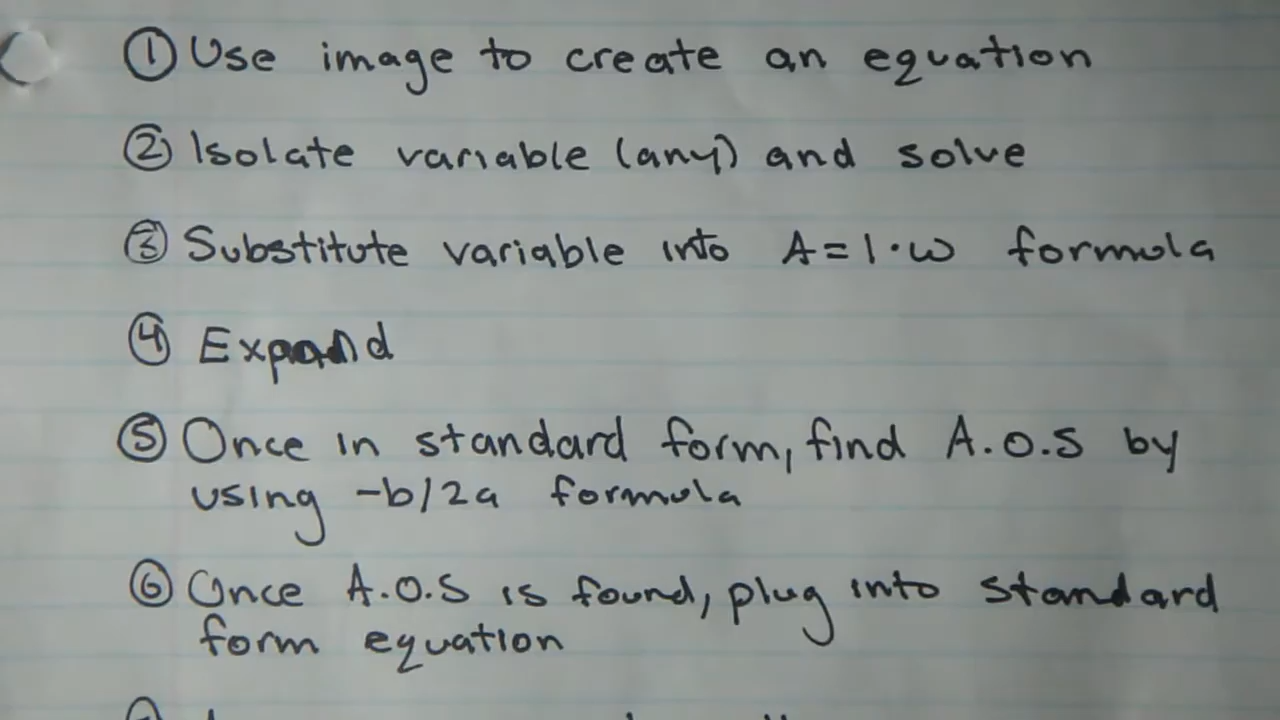 ① Use image to create an equation
② Isolate variable (any) and solve
③ Substitute variable into A=l·w formula
④ Expand
⑤ Once in standard form, find A.O.S by
using -b/2a formula
⑥ Once A.O.S is found, plug into standard
form equation